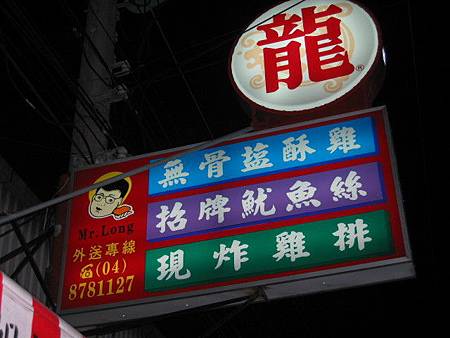 龍
®
無骨塩酥雞
招牌魷魚絲
現炸雞排
Mr.Long
外送專線
☎(04)
8781127